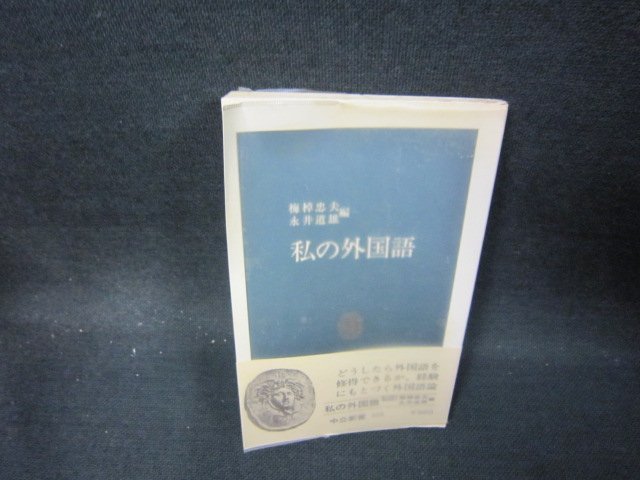 梅棹忠夫
永井道雄
編
私の外国語
どうしたら外国語を
修得できるか、経験
にもとづく外国語論
私の外国語
中公新書